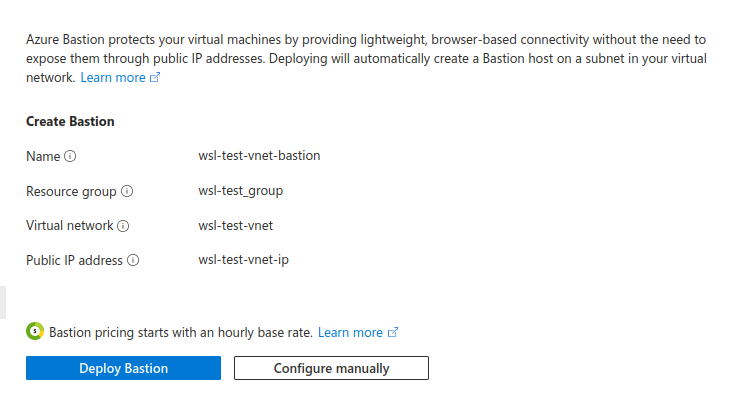 Azure Bastion protects your virtual machines by providing lightweight, browser-based connectivity without the need to
expose them through public IP addresses. Deploying will automatically create a Bastion host on a subnet in your virtual
network. Learn more
Create Bastion
Name wsl-test-vnet-bastion
Resource group wsl-test_group
Virtual network wsl-test-vnet
Public IP address wsl-test-vnet-ip
Bastion pricing starts with an hourly base rate. Learn more
Deploy Bastion Configure manually